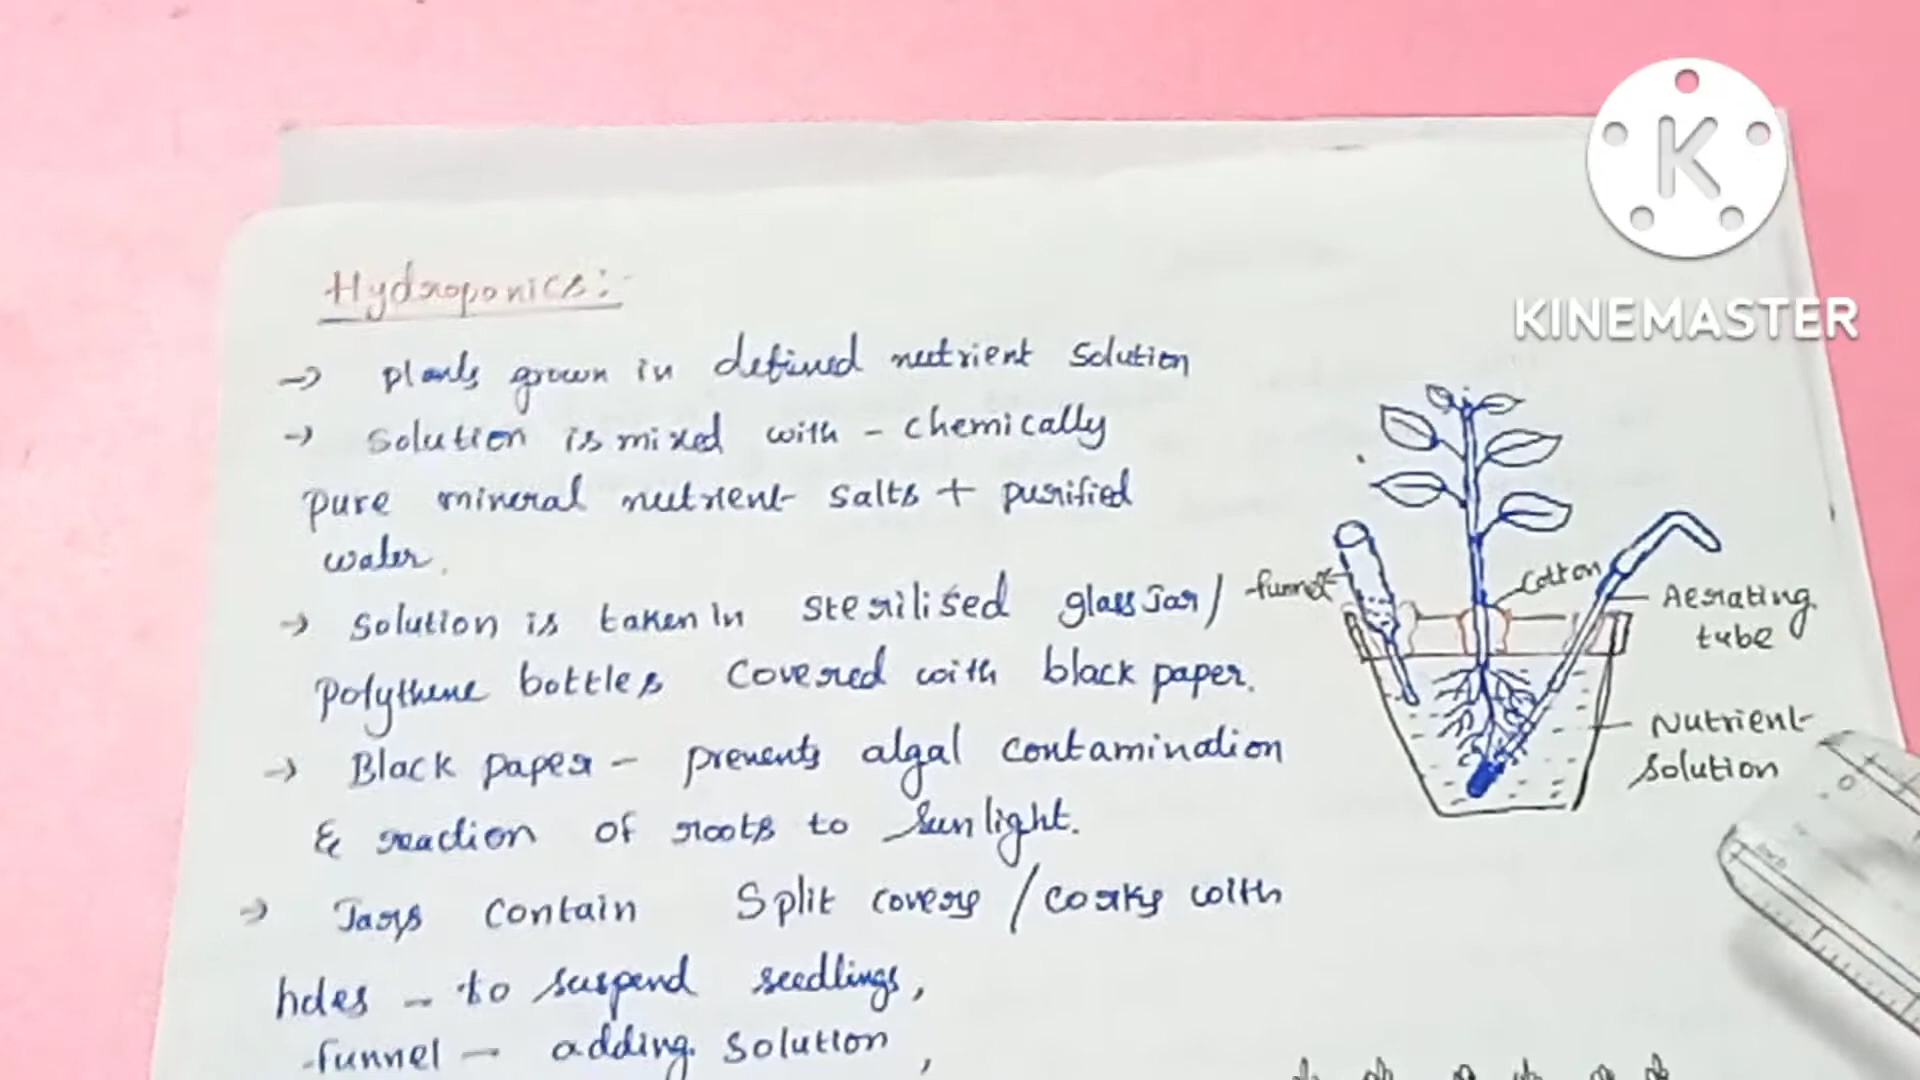 K
KINEMASTER
Hydroponics:-
→ plants grown in defined nutrient solution
→ solution is mixed with - chemically
pure mineral nutrient salts + purified
water.
→ Solution is taken in sterilised glass Jar/
polythene bottles covered with black paper.
→ Black paper - prevents algal contamination
& reaction of roots to sunlight.
→ Jars contain Split covers / corks with
holes - to suspend seedlings,
funnel - adding solution,
funnel
Cotton
Aerating
tube
Nutrient
solution